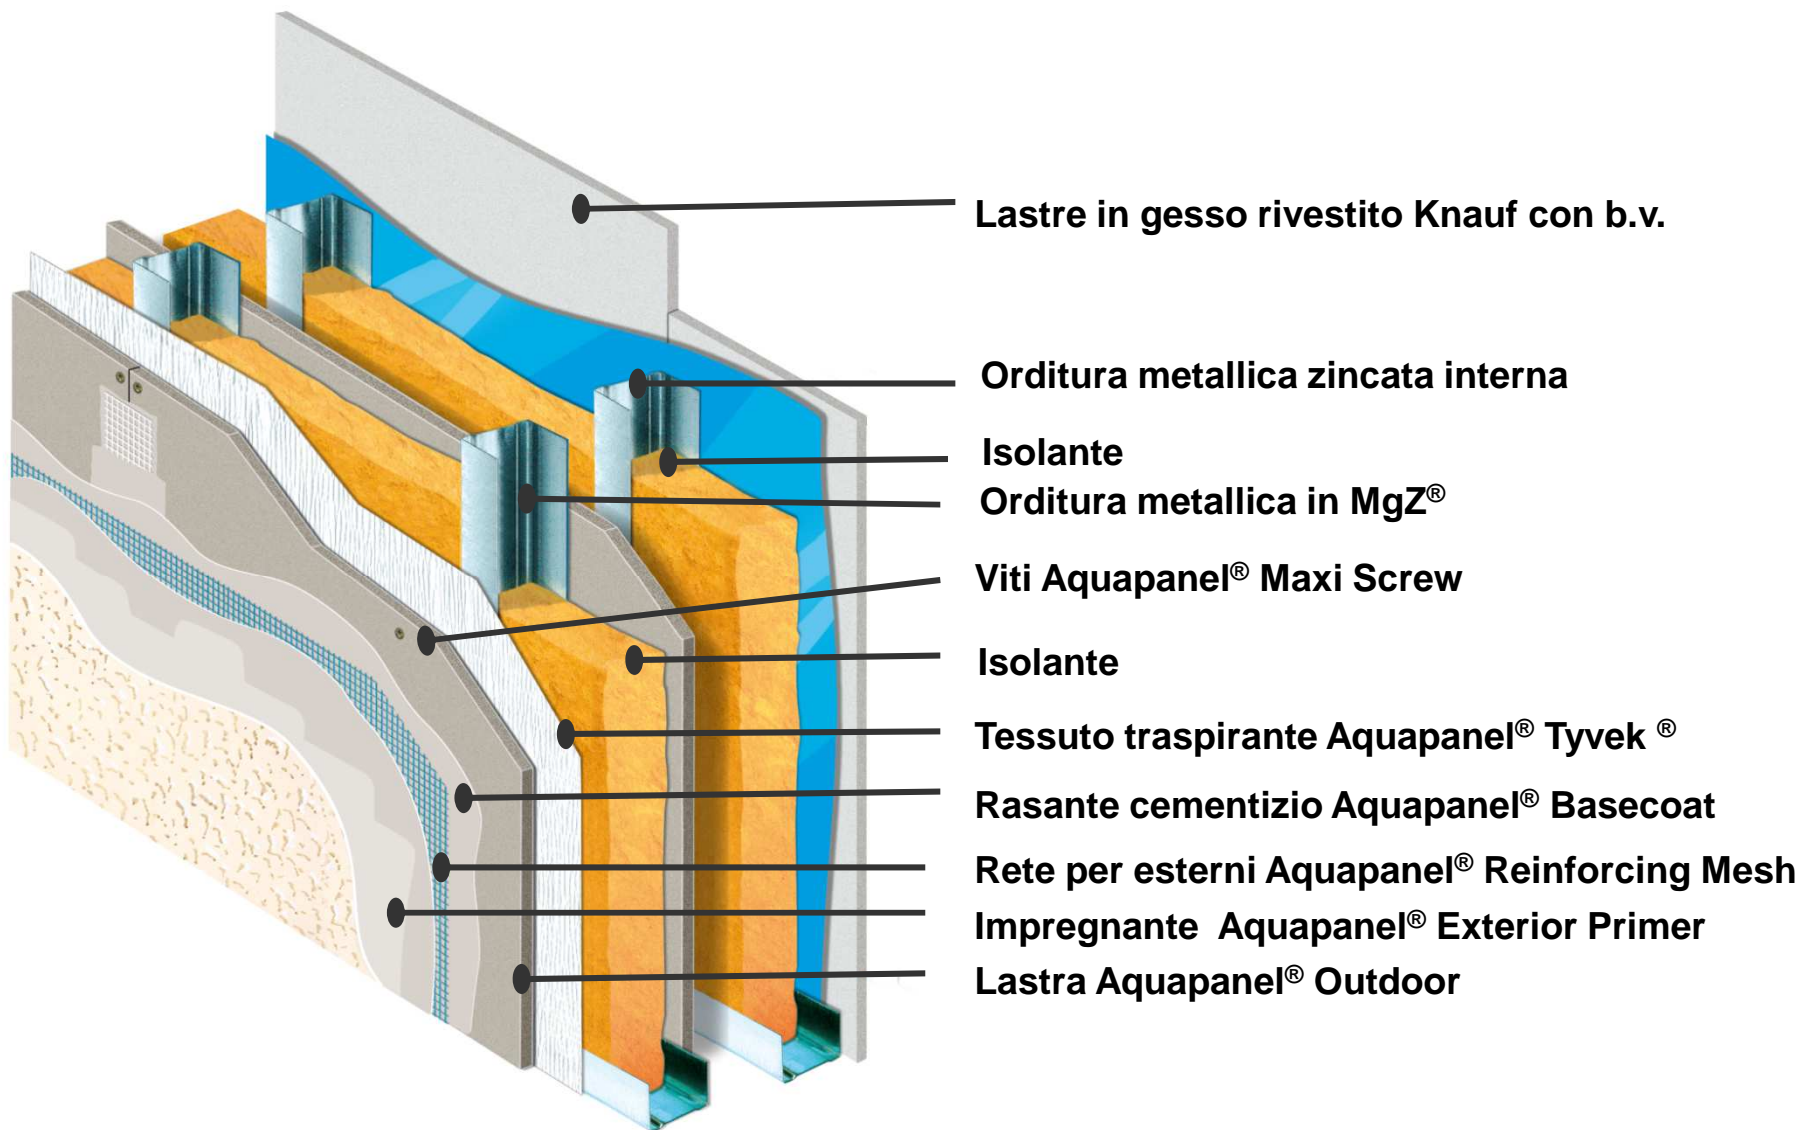 Lastre in gesso rivestito Knauf con b.v.
Orditura metallica zincata interna
Isolante
Orditura metallica in MgZ®
Viti Aquapanel® Maxi Screw
Isolante
Tessuto traspirante Aquapanel® Tyvek ®
Rasante cementizio Aquapanel® Basecoat
Rete per esterni Aquapanel® Reinforcing Mesh
Impregnante  Aquapanel® Exterior Primer
Lastra Aquapanel® Outdoor